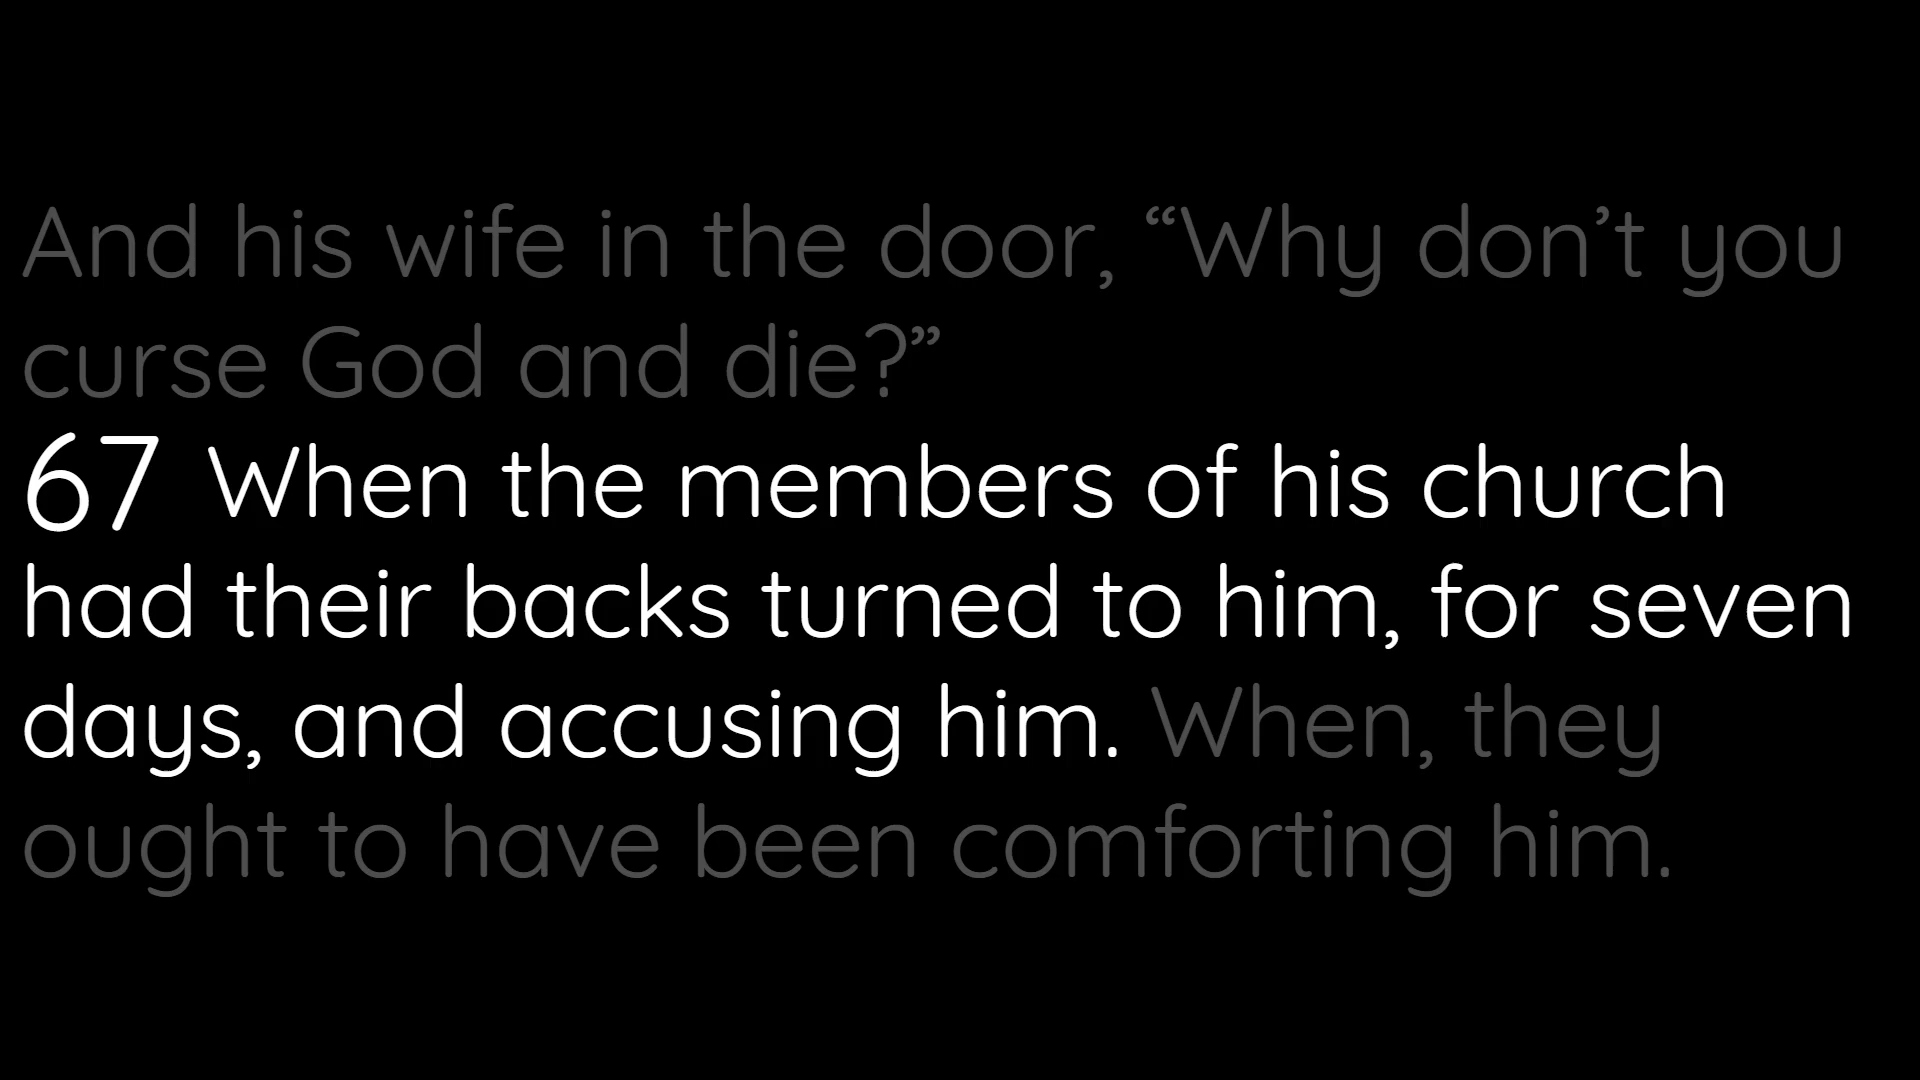 And his wife in the door, “Why don’t you
curse God and die?”
67 When the members of his church
had their backs turned to him, for seven
days, and accusing him. When, they
ought to have been comforting him.